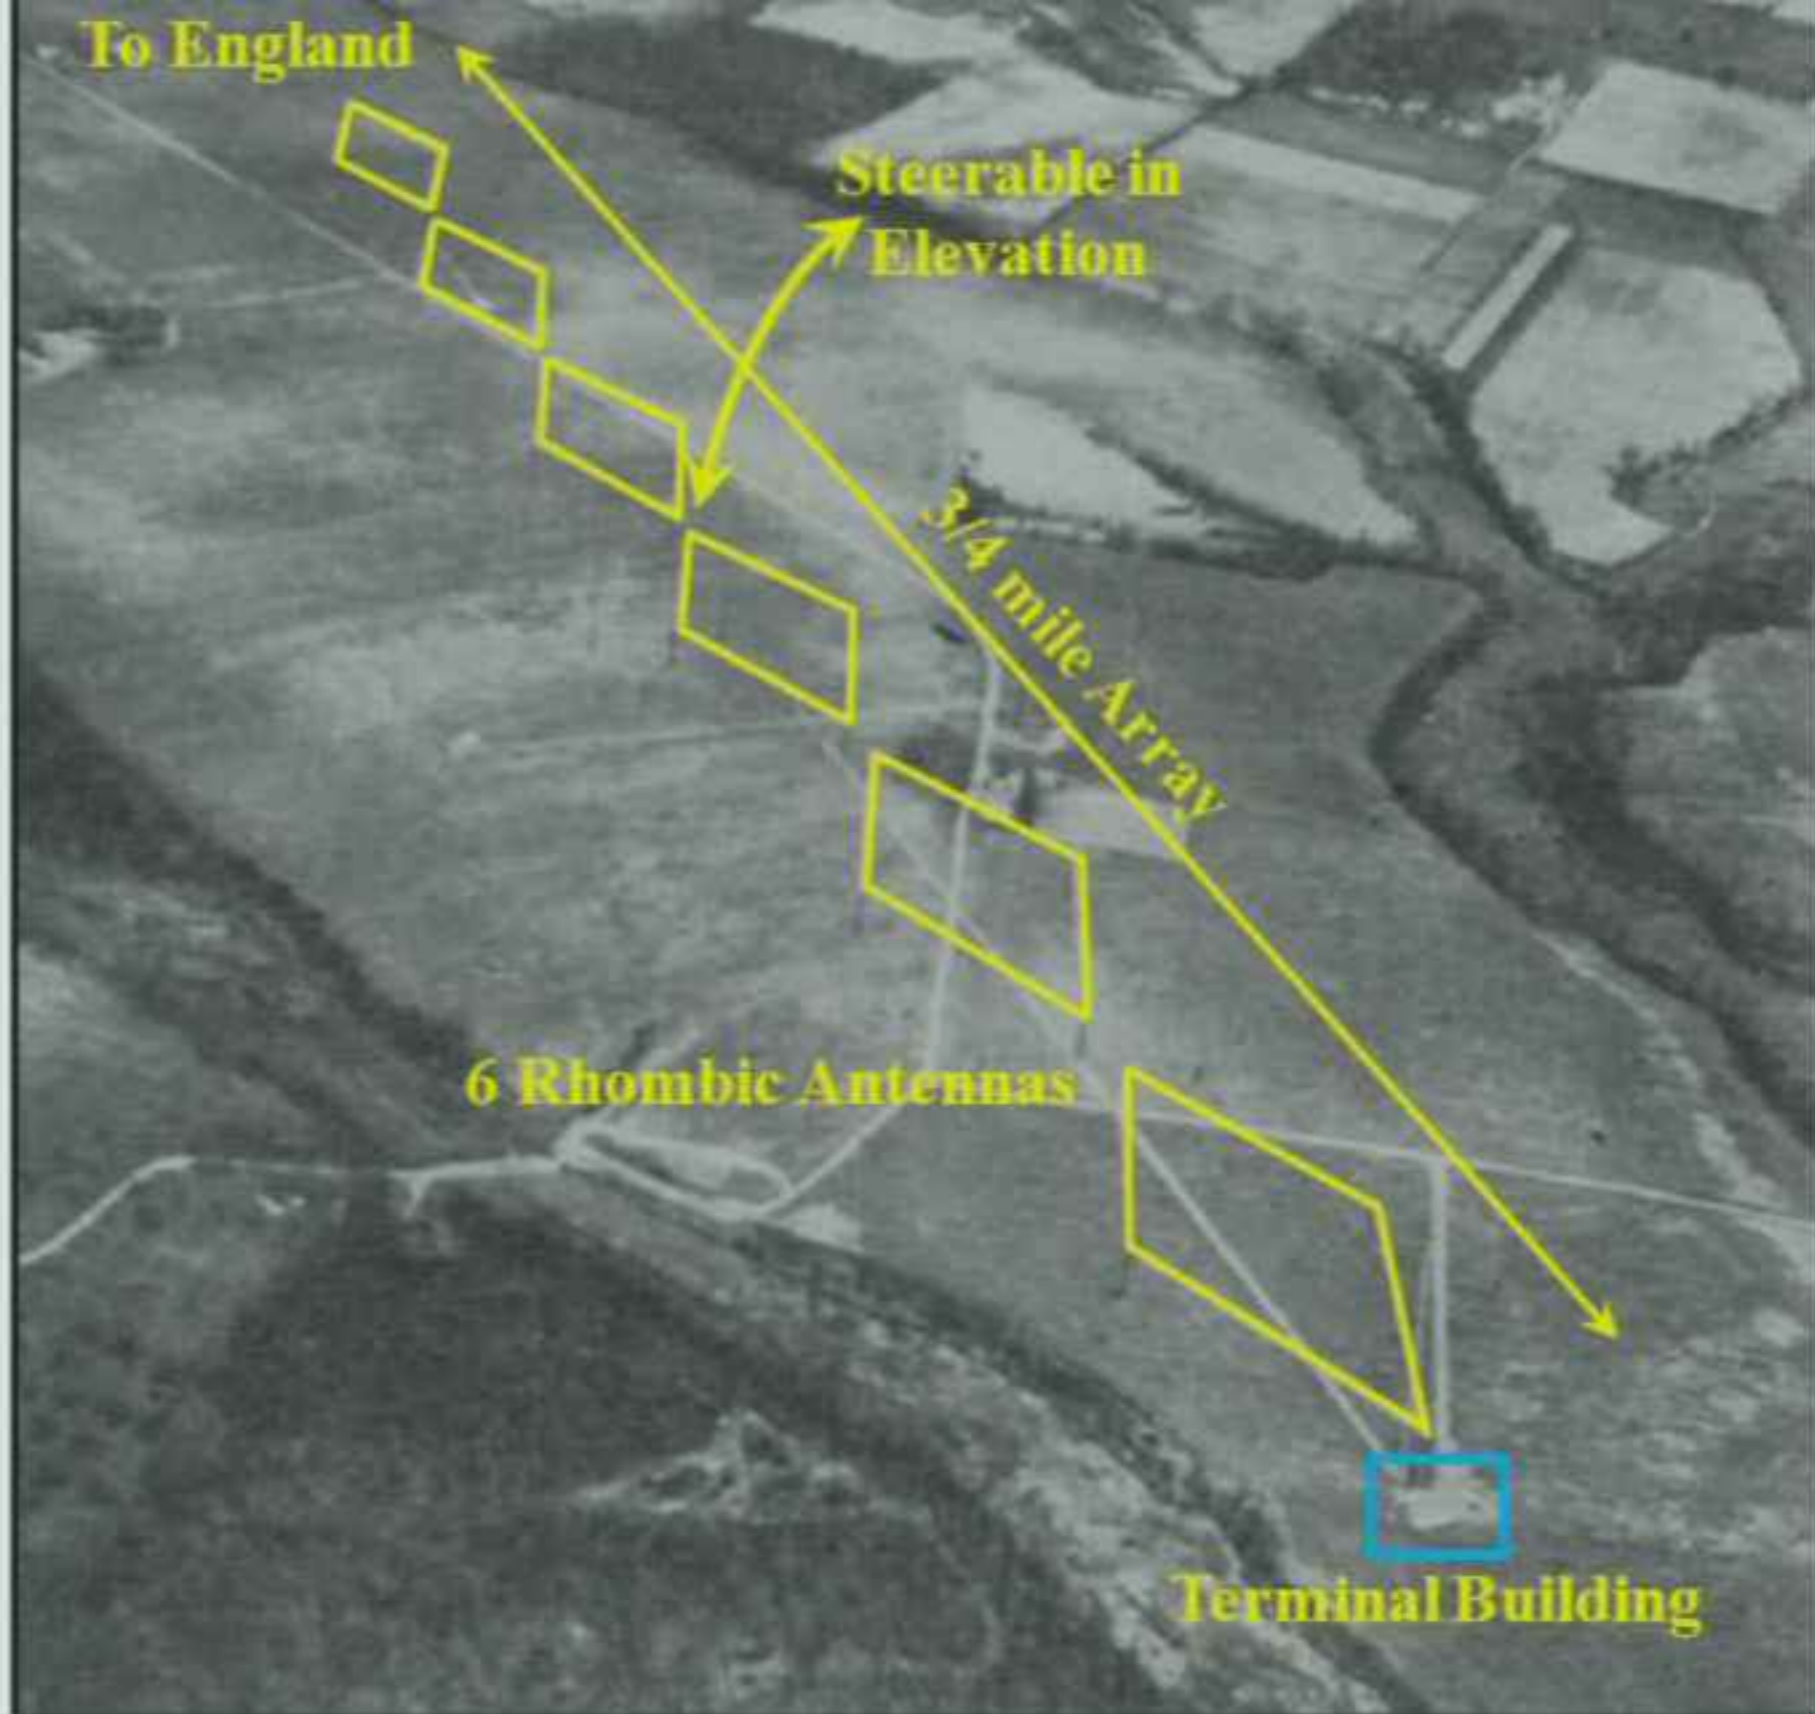 To England
Steerable in
Elevation
3/4 mile Array
6 Rhombic Antennas
Terminal Building